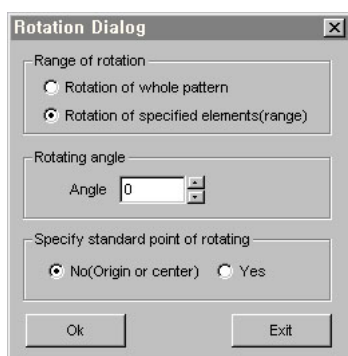 Rotation Dialog
Range of rotation
Rotation of whole pattern
Rotation of specified elements(range)
Rotating angle
Angle 0
Specify standard point of rotating
No(Origin or center) Yes
Ok Exit